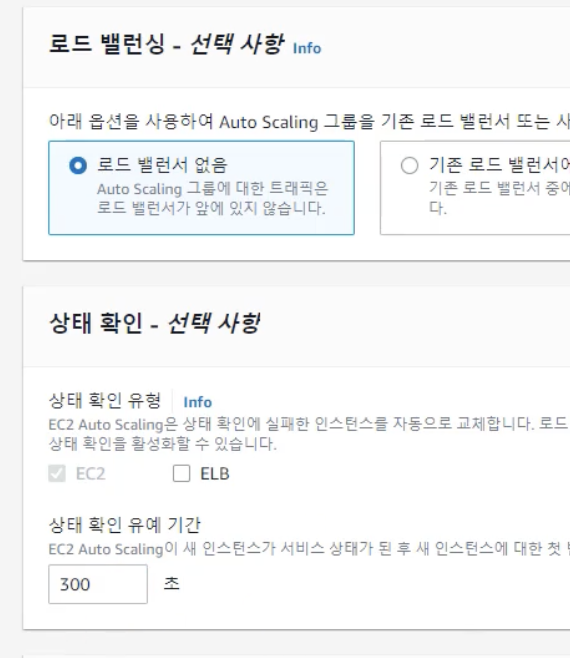 로드 밸런싱 - 선택 사항 Info
아래 옵션을 사용하여 Auto Scaling 그룹을 기존 로드 밸런서 또는 사
로드 밸런서 없음
Auto Scaling 그룹에 대한 트래픽은
로드 밸런서가 앞에 있지 않습니다.
기존 로드 밸런서에
기존 로드 밸런서 중에
다.
상태 확인 - 선택 사항
상태 확인 유형 Info
EC2 Auto Scaling은 상태 확인에 실패한 인스턴스를 자동으로 교체합니다. 로드
상태 확인을 활성화할 수 있습니다.
EC2 ELB
상태 확인 유예 기간
EC2 Auto Scaling이 새 인스턴스가 서비스 상태가 된 후 새 인스턴스에 대한 첫
300 초